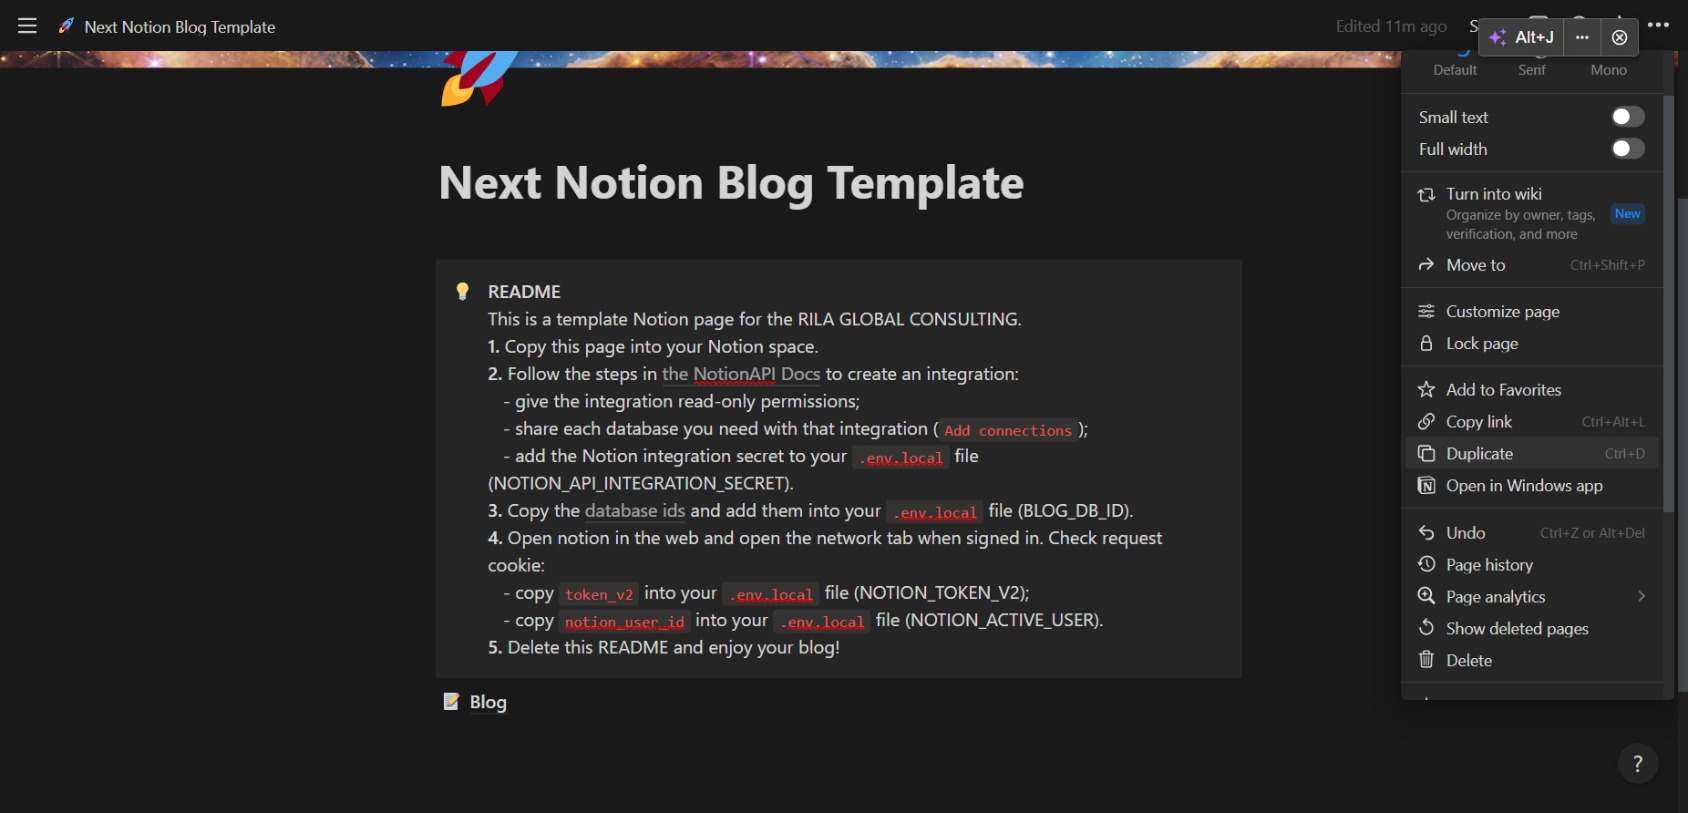 Next Notion Blog Template
Edited 11m ago
Alt+J
Default Serif Mono
Small text
Full width
Turn into wiki
Organize by owner, tags,
verification, and more
New
Move to Ctrl+Shift+P
Customize page
Lock page
Add to Favorites
Copy link Ctrl+Alt+L
Duplicate Ctrl+D
Open in Windows app
Undo Ctrl+Z or Alt+Del
Page history
Page analytics
Show deleted pages
Delete
Next Notion Blog Template
README
This is a template Notion page for the RILA GLOBAL CONSULTING.
1. Copy this page into your Notion space.
2. Follow the steps in the NotionAPI Docs to create an integration:
- give the integration read-only permissions;
- share each database you need with that integration ( Add connections );
- add the Notion integration secret to your .env.local file
(NOTION_API_INTEGRATION_SECRET).
3. Copy the database ids and add them into your .env.local file (BLOG_DB_ID).
4. Open notion in the web and open the network tab when signed in. Check request
cookie:
- copy token_v2 into your .env.local file (NOTION_TOKEN_V2);
- copy notion_user_id into your .env.local file (NOTION_ACTIVE_USER).
5. Delete this README and enjoy your blog!
Blog
?